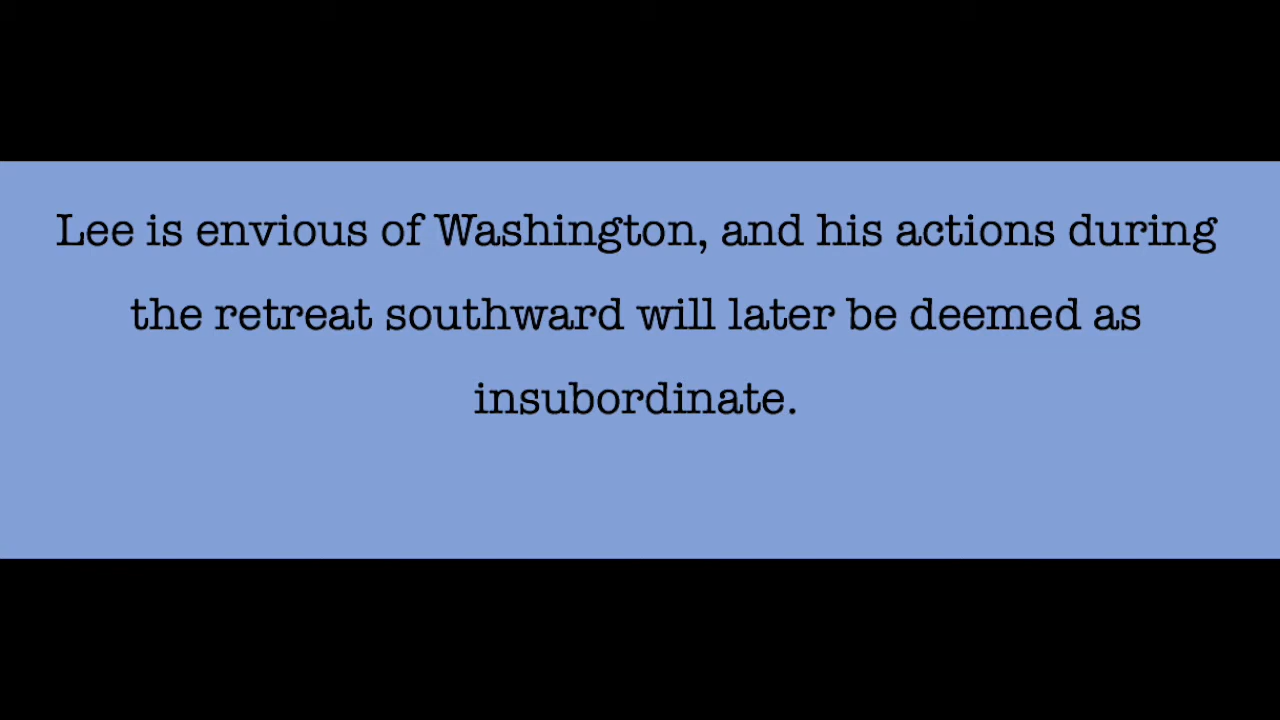 Lee is envious of Washington, and his actions during
the retreat southward will later be deemed as
insubordinate.